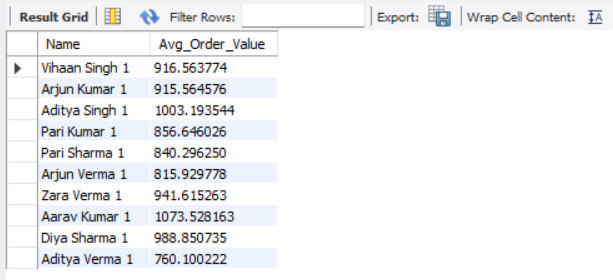 Result Grid Filter Rows: Export: Wrap Cell Content: IA
Name Avg_Order_Value
Vihaan Singh 1 916.563774
Arjun Kumar 1 915.564576
Aditya Singh 1 1003.193544
Pari Kumar 1 856.646026
Pari Sharma 1 840.296250
Arjun Verma 1 815.929778
Zara Verma 1 941.615263
Aarav Kumar 1 1073.528163
Diya Sharma 1 988.850735
Aditya Verma 1 760.100222